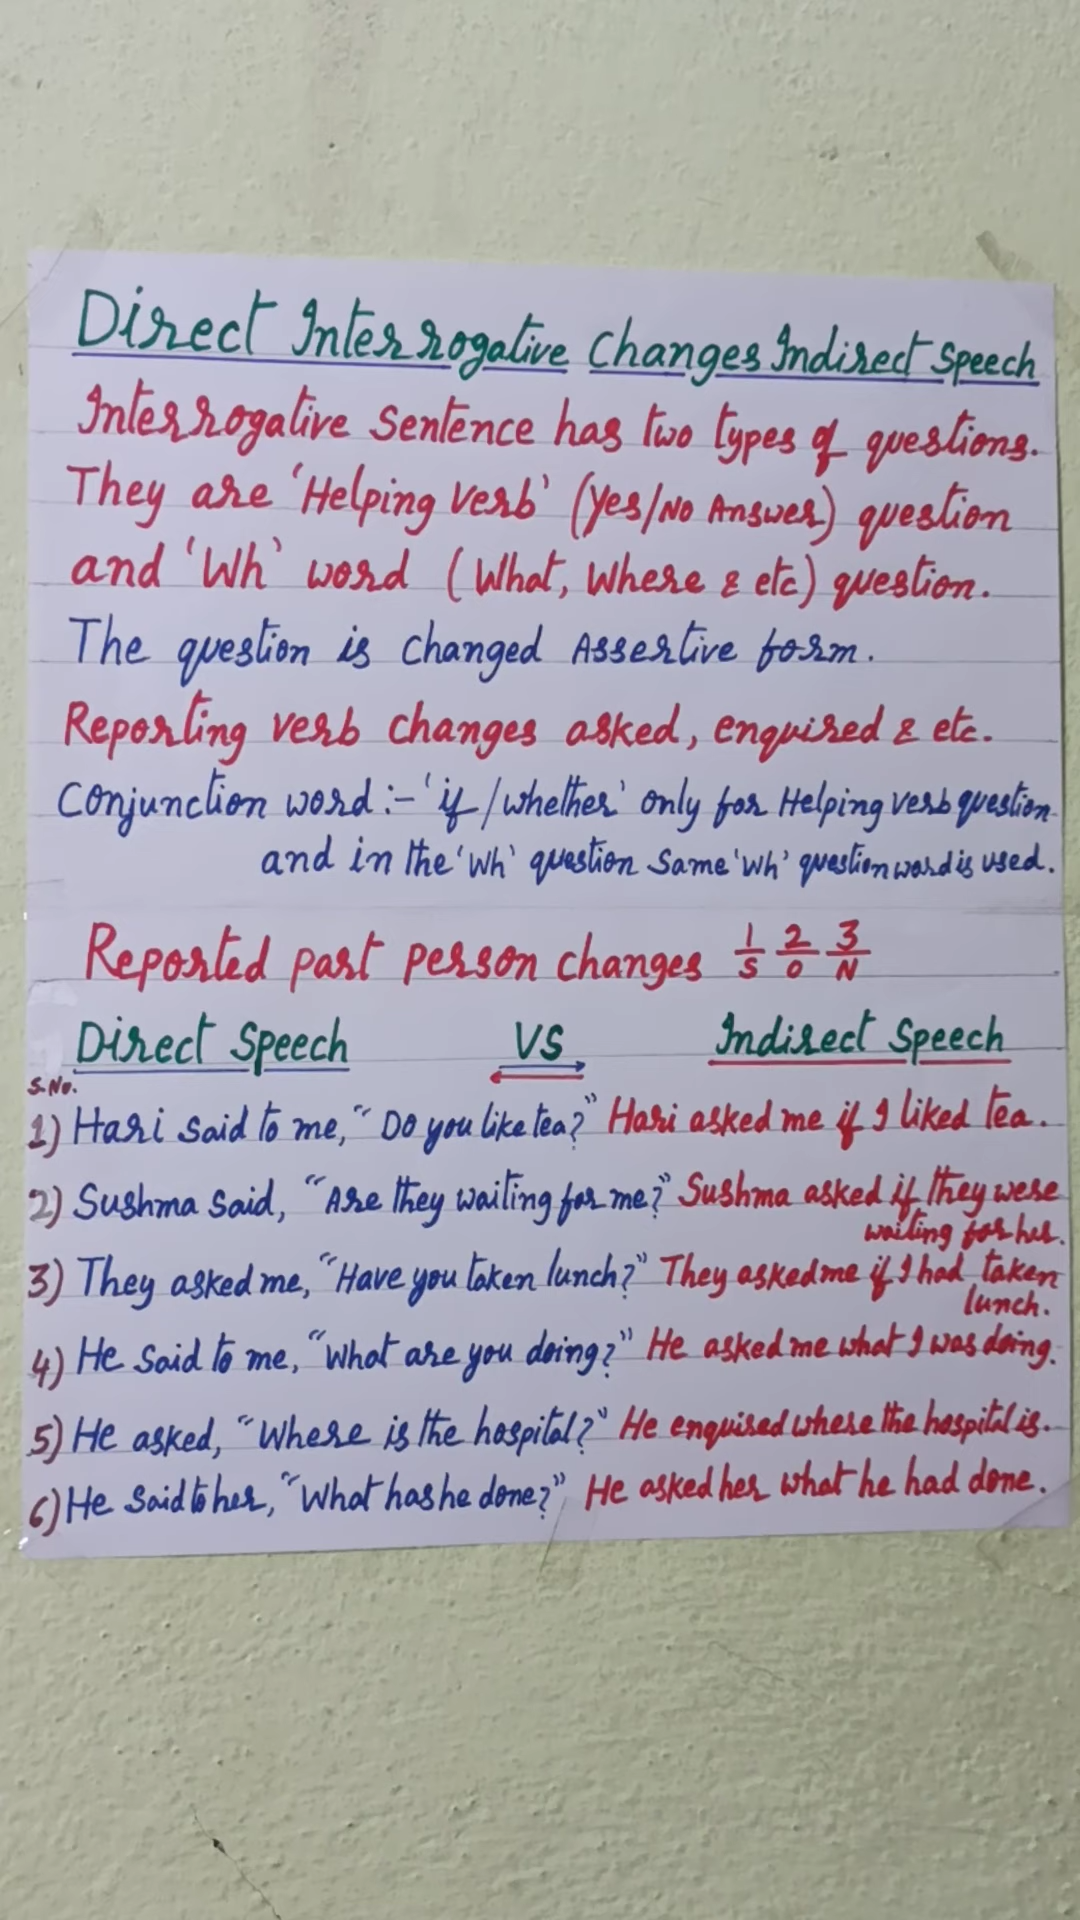 Direct Interrogative Changes Indirect Speech
Interrogative Sentence has two types of questions.
They are 'Helping verb' (Yes/No Answer) question
and 'Wh' word (What, Where & etc) question.
The question is changed Assertive form.
Reporting verb changes asked, enquired & etc.
Conjunction word :- 'if/whether' only for Helping verb question
and in the 'Wh' question same 'Wh' question word is used.
Reported part person changes 1/S 2/O 3/N
Direct Speech VS Indirect Speech
S.No.
1) Hari said to me, "Do you like tea?" Hari asked me if I liked tea.
2) Sushma said, "Are they waiting for me?" Sushma asked if they were
waiting for her.
3) They asked me, "Have you taken lunch?" They asked me if I had taken
lunch.
4) He said to me, "What are you doing?" He asked me what I was doing.
5) He asked, "Where is the hospital?" He enquired where the hospital is.
6) He said to her, "What has he done?" He asked her what he had done.